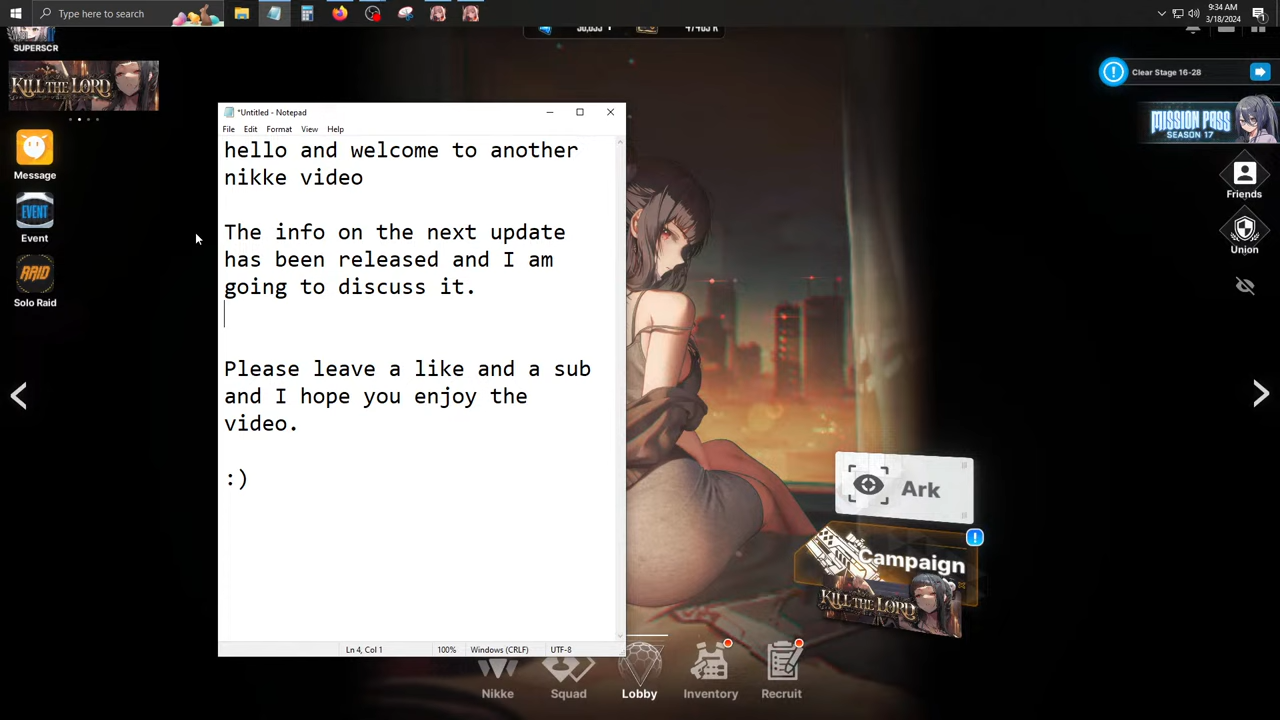 Type here to search
9:34 AM
3/18/2024
SUPERSCR
KILL THE LORD
Clear Stage 16-28
MISSION PASS
SEASON 17
Message
EVENT
Event
RAID
Solo Raid
Friends
Union
*Untitled - Notepad
File Edit Format View Help
hello and welcome to another
nikke video
The info on the next update
has been released and I am
going to discuss it.
Please leave a like and a sub
and I hope you enjoy the
video.
:)
Ln 4, Col 1 100% Windows (CRLF) UTF-8
Ark
Campaign
KILL THE LORD
Nikke Squad Lobby Inventory Recruit